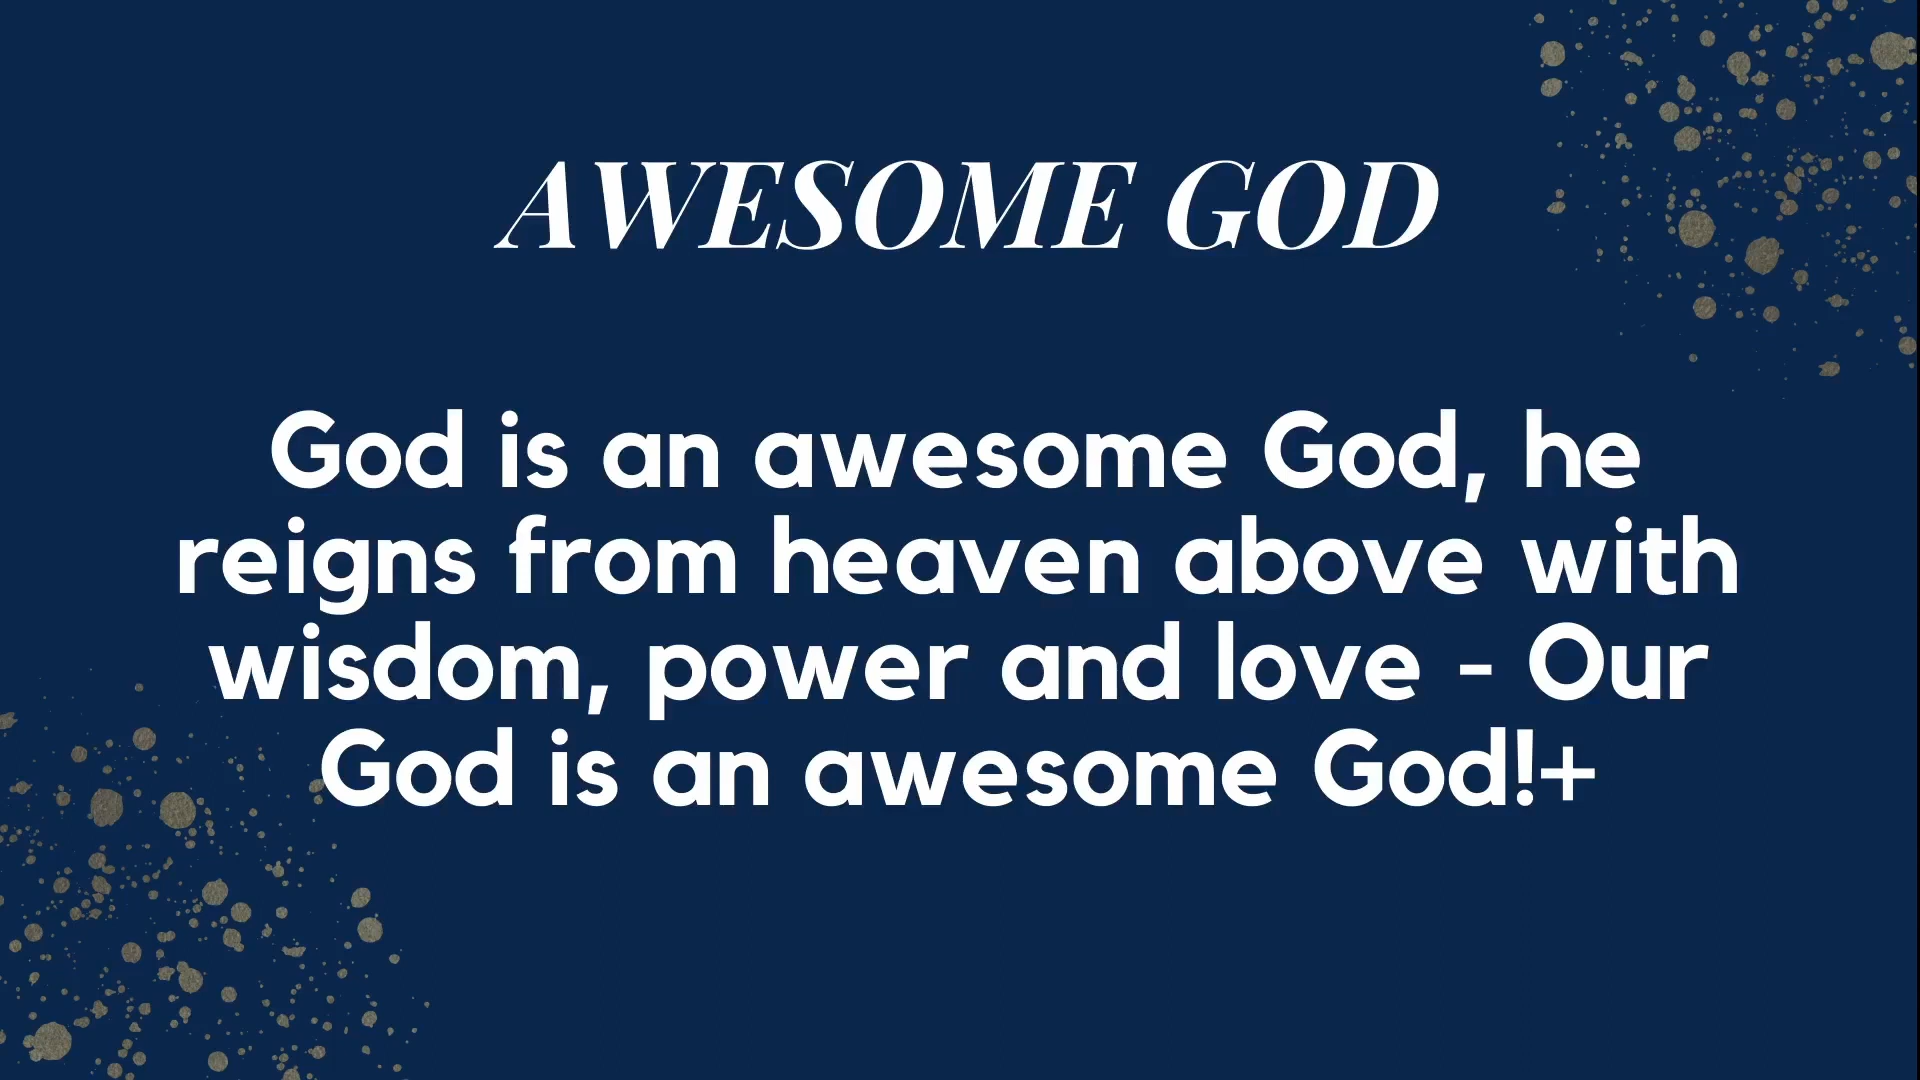 AWESOME GOD
God is an awesome God, he
reigns from heaven above with
wisdom, power and love - Our
God is an awesome God!+